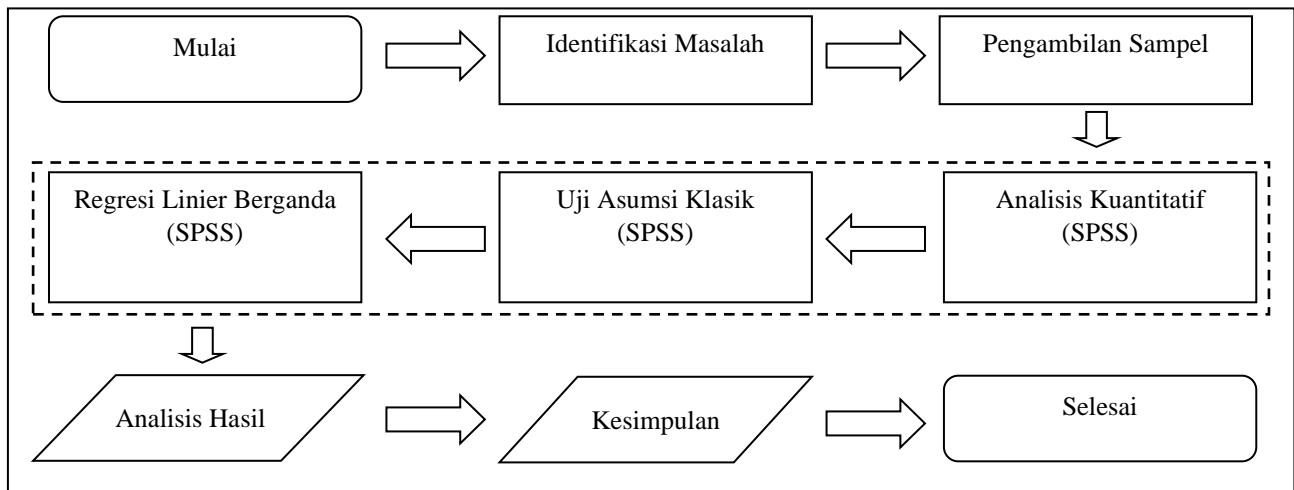 Mulai
Identifikasi Masalah
Pengambilan Sampel
Analisis Kuantitatif
(SPSS)
Uji Asumsi Klasik
(SPSS)
Regresi Linier Berganda
(SPSS)
Analisis Hasil
Kesimpulan
Selesai